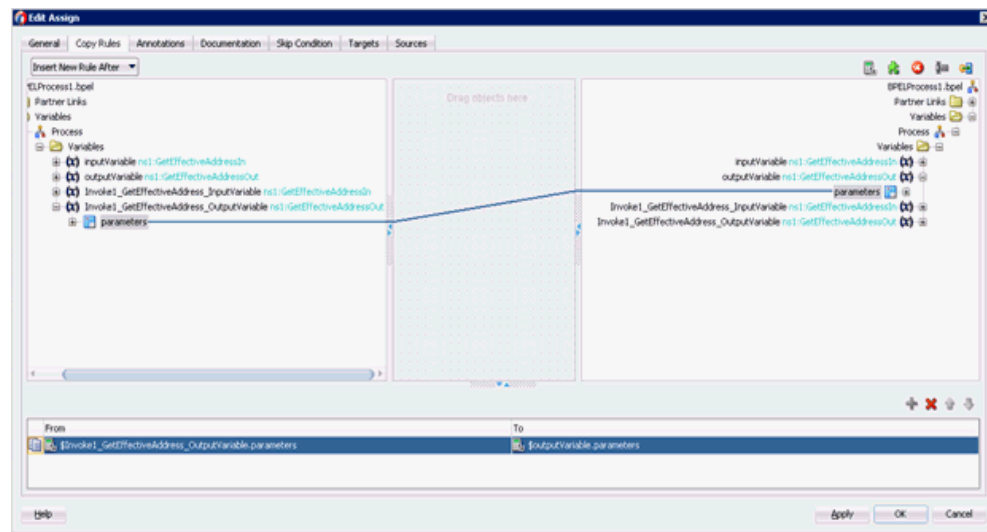 Edit Assign
General Copy Rules Annotations Documentation Skip Condition Targets Sources
Insert New Rule After
ELProcess1.bpel
Partner Links
Variables
Process
Variables
inputVariable ns1:GetEffectiveAddressIn
outputVariable ns1:GetEffectiveAddressOut
Invoke1_GetEffectiveAddress_InputVariable ns1:GetEffectiveAddressIn
Invoke1_GetEffectiveAddress_OutputVariable ns1:GetEffectiveAddressOut
parameters
Drag objects here
BPELProcess1.bpel
Partner Links
Variables
Process
Variables
inputVariable ns1:GetEffectiveAddressIn
outputVariable ns1:GetEffectiveAddressOut
parameters
Invoke1_GetEffectiveAddress_InputVariable ns1:GetEffectiveAddressIn
Invoke1_GetEffectiveAddress_OutputVariable ns1:GetEffectiveAddressOut
From To
$Invoke1_GetEffectiveAddress_OutputVariable.parameters $outputVariable.parameters
Help Apply OK Cancel